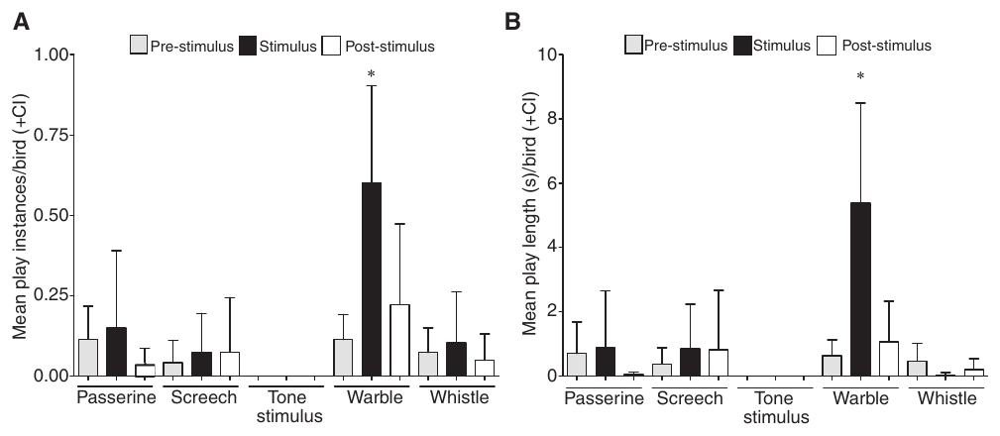 A
Pre-stimulus Stimulus Post-stimulus
Mean play instances/bird (+CI)
1.00
0.75
0.50
0.25
0.00
*
Passerine Screech Tone stimulus Warble Whistle
B
Pre-stimulus Stimulus Post-stimulus
Mean play length (s)/bird (+CI)
10
8
6
4
2
0
*
Passerine Screech Tone stimulus Warble Whistle